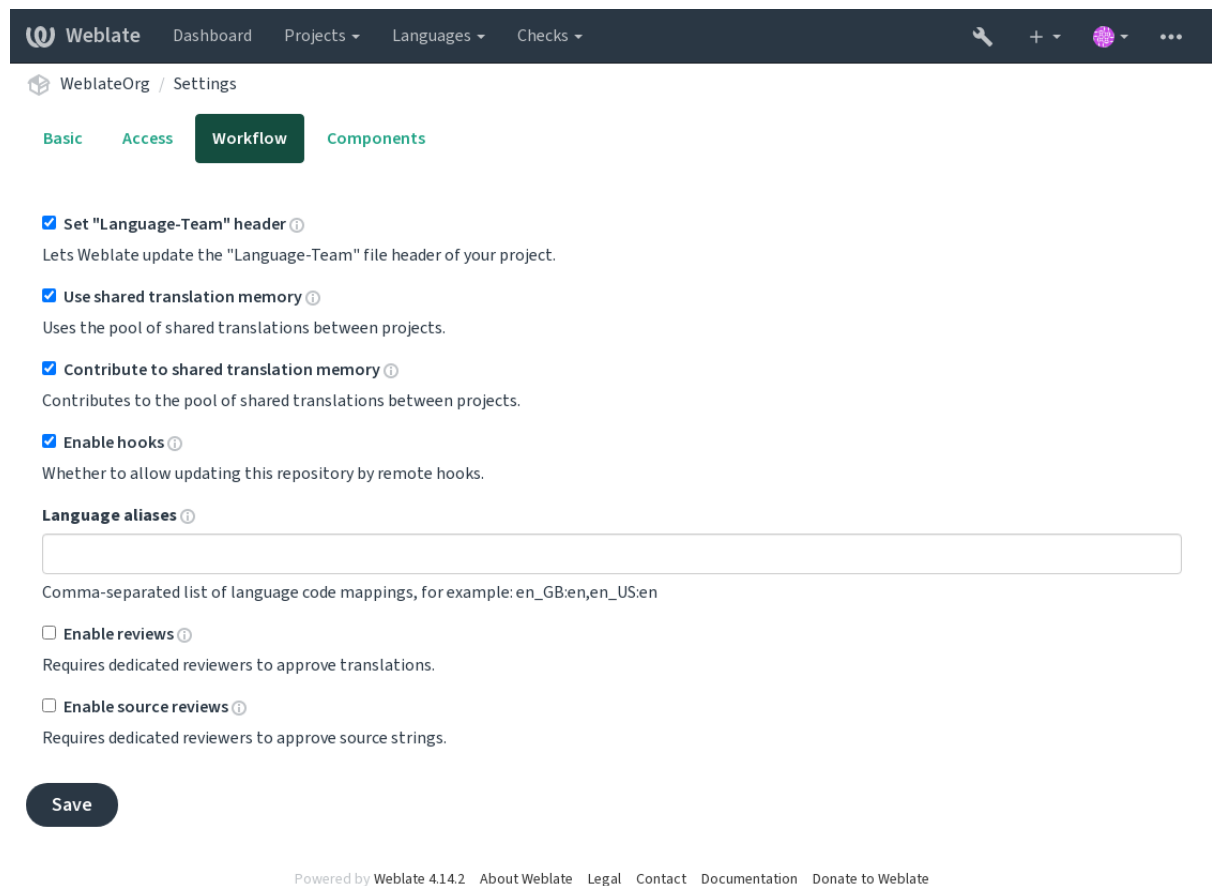 Weblate Dashboard Projects Languages Checks
WeblateOrg / Settings
Basic Access Workflow Components
Set "Language-Team" header
Lets Weblate update the "Language-Team" file header of your project.
Use shared translation memory
Uses the pool of shared translations between projects.
Contribute to shared translation memory
Contributes to the pool of shared translations between projects.
Enable hooks
Whether to allow updating this repository by remote hooks.
Language aliases
Comma-separated list of language code mappings, for example: en_GB:en,en_US:en
Enable reviews
Requires dedicated reviewers to approve translations.
Enable source reviews
Requires dedicated reviewers to approve source strings.
Save
Powered by Weblate 4.14.2 About Weblate Legal Contact Documentation Donate to Weblate